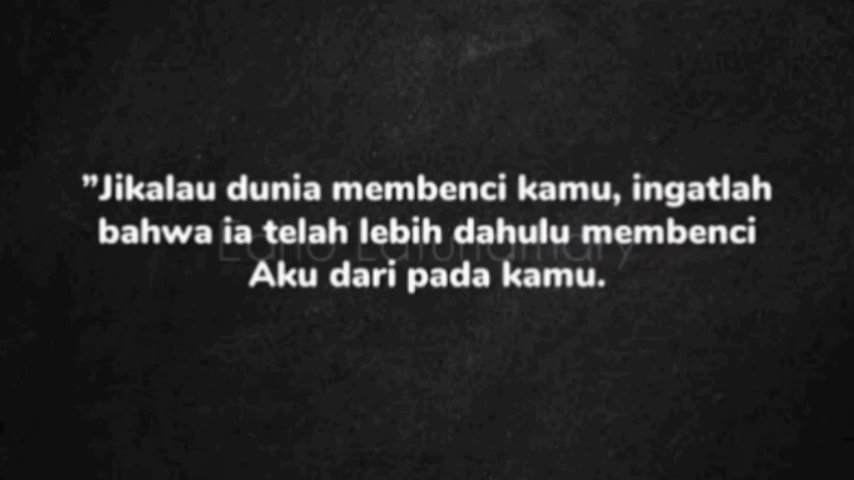 ”Jikalau dunia membenci kamu, ingatlah
bahwa ia telah lebih dahulu membenci
Aku dari pada kamu.